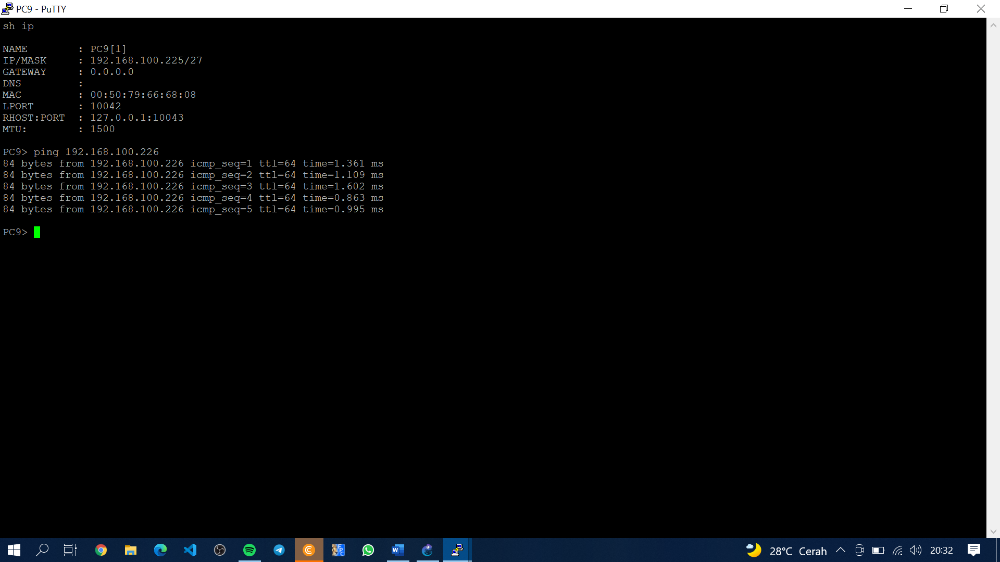 PC9 - PuTTY
sh ip
NAME        : PC9[1]
IP/MASK     : 192.168.100.225/27
GATEWAY     : 0.0.0.0
DNS         :
MAC         : 00:50:79:66:68:08
LPORT       : 10042
RHOST:PORT  : 127.0.0.1:10043
MTU:        : 1500
PC9> ping 192.168.100.226
84 bytes from 192.168.100.226 icmp_seq=1 ttl=64 time=1.361 ms
84 bytes from 192.168.100.226 icmp_seq=2 ttl=64 time=1.109 ms
84 bytes from 192.168.100.226 icmp_seq=3 ttl=64 time=1.602 ms
84 bytes from 192.168.100.226 icmp_seq=4 ttl=64 time=0.863 ms
84 bytes from 192.168.100.226 icmp_seq=5 ttl=64 time=0.995 ms
PC9>
28°C Cerah 20:32